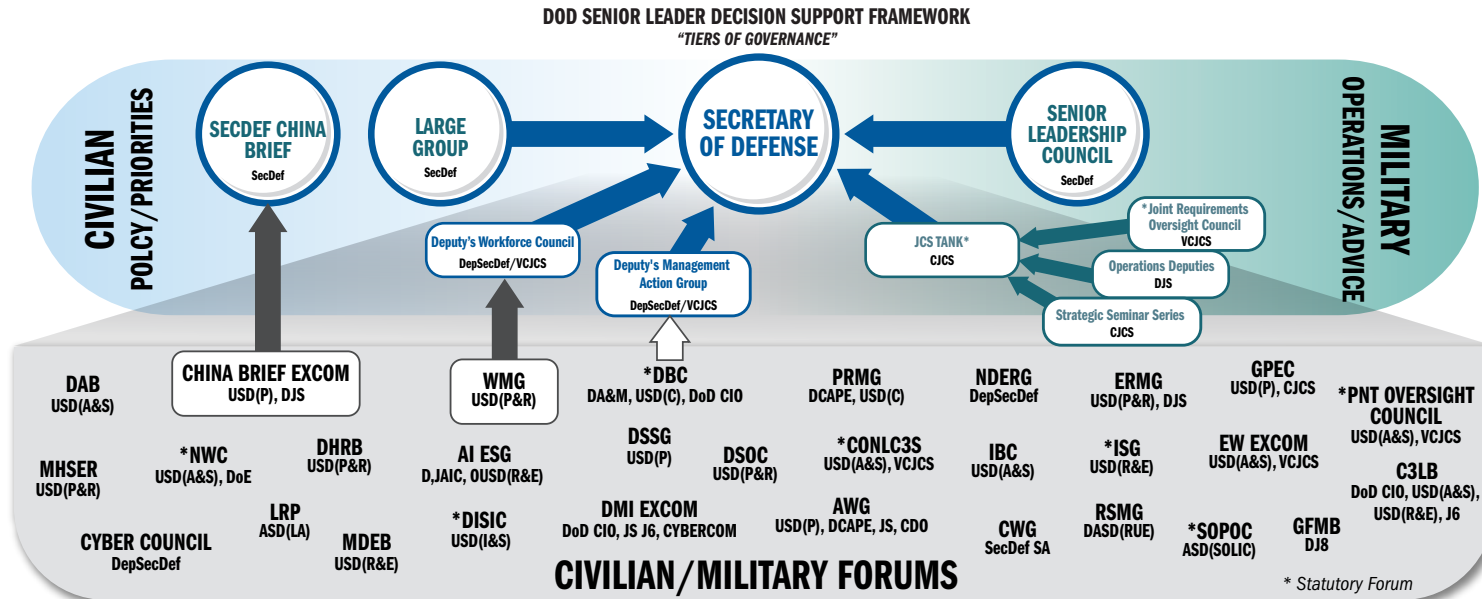 DOD SENIOR LEADER DECISION SUPPORT FRAMEWORK
"TIERS OF GOVERNANCE"
CIVILIAN
POLCY/PRIORITIES
SECDEF CHINA
BRIEF
SecDef
LARGE
GROUP
SecDef
SECRETARY
OF DEFENSE
SENIOR
LEADERSHIP
COUNCIL
SecDef
MILITARY
OPERATIONS/ADVICE
Deputy's Workforce Council
DepSecDef/VCJCS
Deputy's Management
Action Group
DepSecDef/VCJCS
JCS TANK*
CJCS
*Joint Requirements
Oversight Council
VCJCS
Operations Deputies
DJS
Strategic Seminar Series
CJCS
DAB
USD(A&S)
CHINA BRIEF EXCOM
USD(P), DJS
WMG
USD(P&R)
*DBC
DA&M, USD(C), DoD CIO
PRMG
DCAPE, USD(C)
NDERG
DepSecDef
ERMG
USD(P&R), DJS
GPEC
USD(P), CJCS
*PNT OVERSIGHT
COUNCIL
USD(A&S), VCJCS
MHSER
USD(P&R)
*NWC
USD(A&S), DoE
DHRB
USD(P&R)
AI ESG
D,JAIC, OUSD(R&E)
DSSG
USD(P)
DSOC
USD(P&R)
*CONLC3S
USD(A&S), VCJCS
IBC
USD(A&S)
*ISG
USD(R&E)
EW EXCOM
USD(A&S), VCJCS
C3LB
DoD CIO, USD(A&S),
USD(R&E), J6
CYBER COUNCIL
DepSecDef
LRP
ASD(LA)
MDEB
USD(R&E)
*DISIC
USD(I&S)
DMI EXCOM
DoD CIO, JS J6, CYBERCOM
AWG
USD(P), DCAPE, JS, CDO
CWG
SecDef SA
RSMG
DASD(RUE)
*SOPOC
ASD(SOLIC)
GFMB
DJ8
CIVILIAN/MILITARY FORUMS
* Statutory Forum